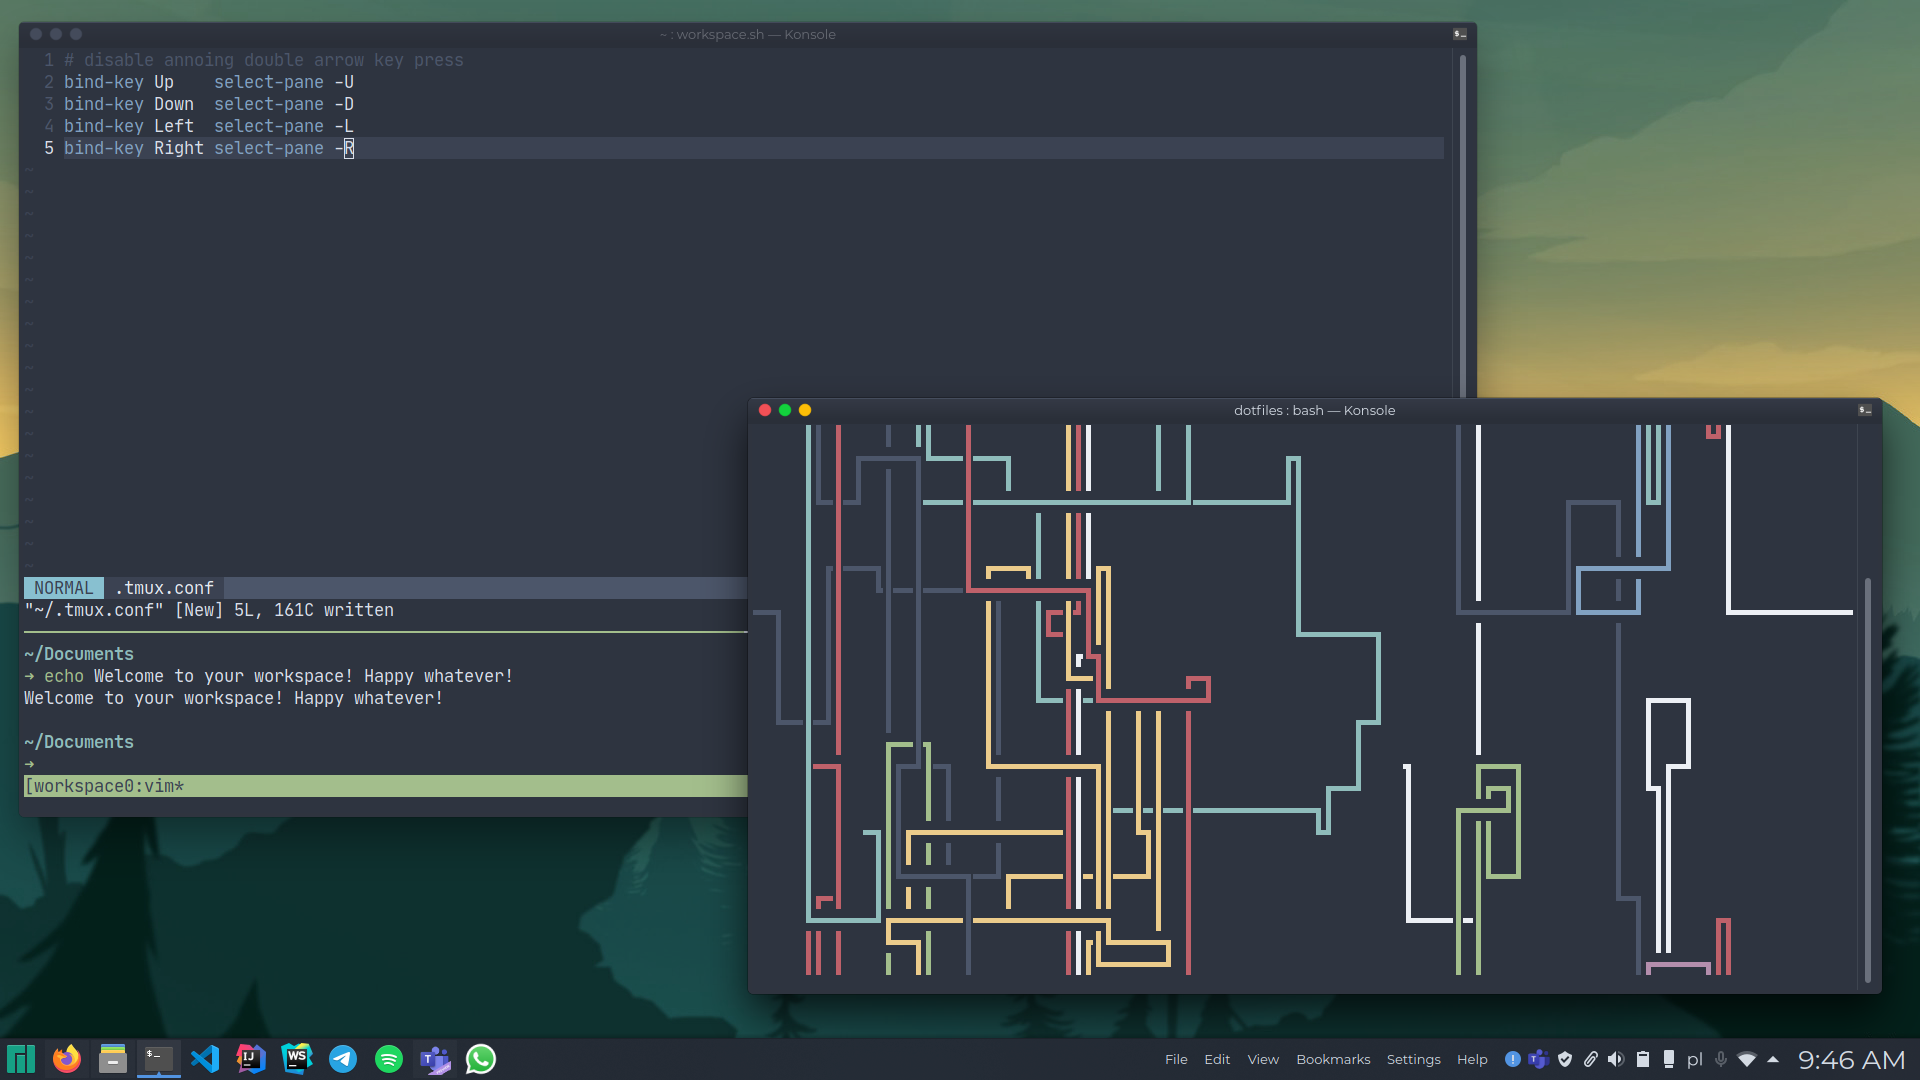 ~ : workspace.sh — Konsole
1 # disable annoing double arrow key press
2 bind-key Up    select-pane -U
3 bind-key Down  select-pane -D
4 bind-key Left  select-pane -L
5 bind-key Right select-pane -R
NORMAL .tmux.conf
"~/.tmux.conf" [New] 5L, 161C written
~/Documents
➜ echo Welcome to your workspace! Happy whatever!
Welcome to your workspace! Happy whatever!
~/Documents
➜
[workspace0:vim*
dotfiles : bash — Konsole
File Edit View Bookmarks Settings Help pl 9:46 AM